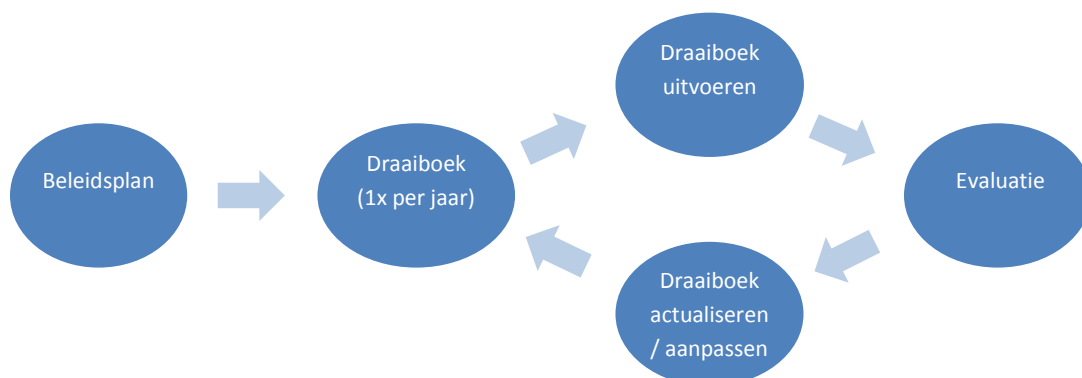 Beleidsplan
Draaiboek
(1x per jaar)
Draaiboek
uitvoeren
Evaluatie
Draaiboek
actualiseren
/ aanpassen